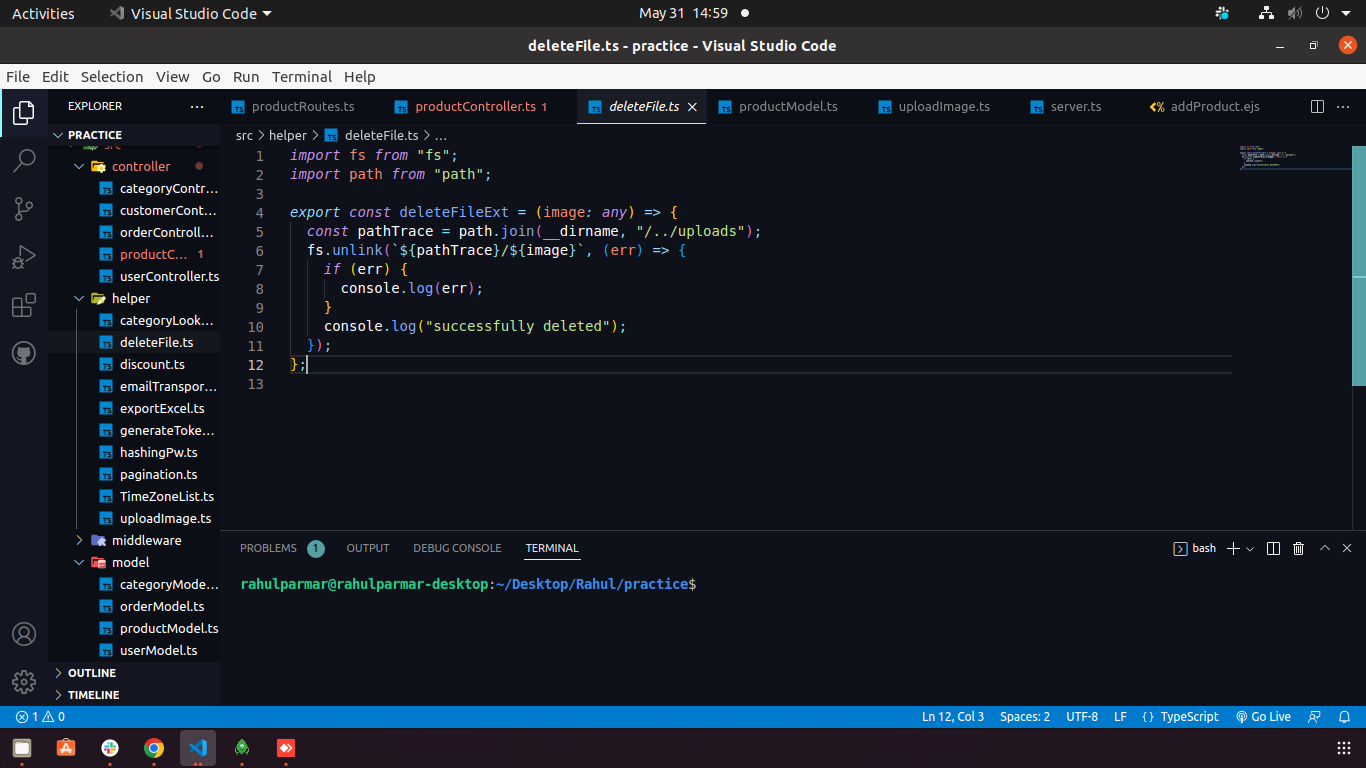 Activities Visual Studio Code May 31 14:59
deleteFile.ts - practice - Visual Studio Code
File Edit Selection View Go Run Terminal Help
EXPLORER
PRACTICE
src
controller
categoryContr...
customerCont...
orderControll...
productC... 1
userController.ts
helper
categoryLook...
deleteFile.ts
discount.ts
emailTranspor...
exportExcel.ts
generateToke...
hashingPw.ts
pagination.ts
TimeZoneList.ts
uploadImage.ts
middleware
model
categoryMode...
orderModel.ts
productModel.ts
userModel.ts
OUTLINE
TIMELINE
productRoutes.ts productController.ts 1 deleteFile.ts productModel.ts uploadImage.ts server.ts addProduct.ejs
src > helper > TS deleteFile.ts > ...
1 import fs from "fs";
2 import path from "path";
3
4 export const deleteFileExt = (image: any) => {
5 const pathTrace = path.join(__dirname, "/../uploads");
6 fs.unlink(`${pathTrace}/${image}`, (err) => {
7 if (err) {
8 console.log(err);
9 }
10 console.log("successfully deleted");
11 });
12 };
13
PROBLEMS 1 OUTPUT DEBUG CONSOLE TERMINAL bash
rahulparmar@rahulparmar-desktop:~/Desktop/Rahul/practice$
1 0 Ln 12, Col 3 Spaces: 2 UTF-8 LF {} TypeScript Go Live